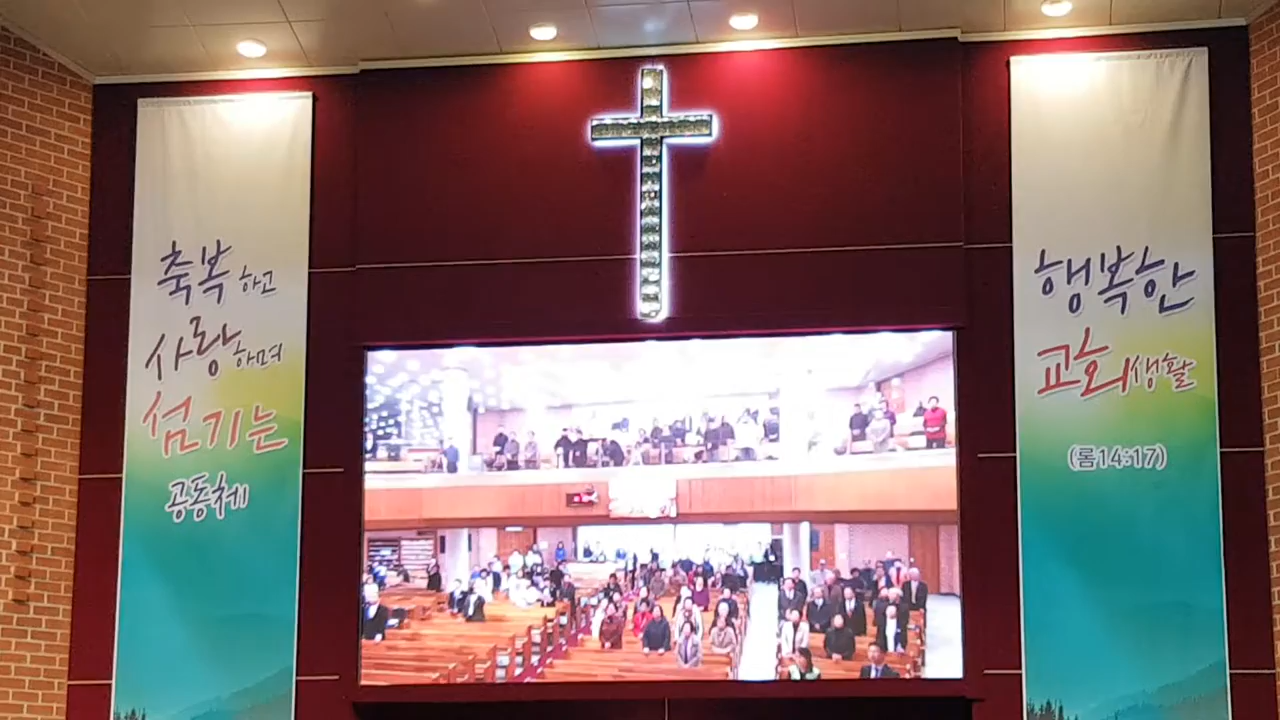 축복하고
사랑하며
섬기는
공동체
행복한
교회생활
(롬14:17)